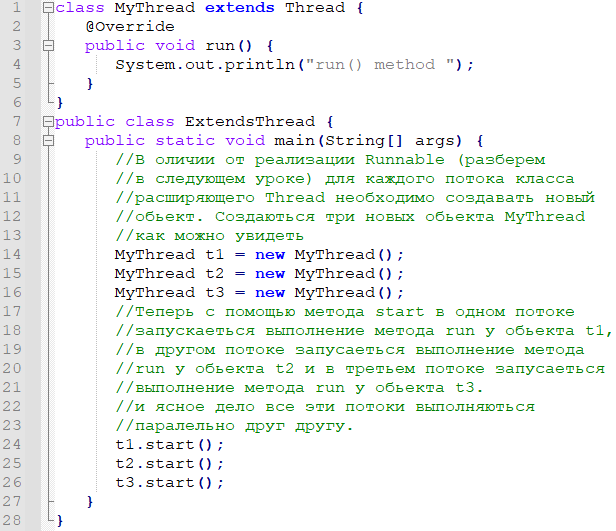 1 class MyThread extends Thread {
2 @Override
3 public void run() {
4 System.out.println("run() method ");
5 }
6 }
7 public class ExtendsThread {
8 public static void main(String[] args) {
9 //В оличии от реализации Runnable (разберем
10 //в следующем уроке) для каждого потока класса
11 //расширяющего Thread необходимо создавать новый
12 //обьект. Создаються три новых обьекта MyThread
13 //как можно увидеть
14 MyThread t1 = new MyThread();
15 MyThread t2 = new MyThread();
16 MyThread t3 = new MyThread();
17 //Теперь с помощью метода start в одном потоке
18 //запускаеться выполнение метода run у обьекта t1,
19 //в другом потоке запусаеться выполнение метода
20 //run у обьекта t2 и в третьем потоке запусаеться
21 //выполнение метода run у обьекта t3.
22 //и ясное дело все эти потоки выполняються
23 //паралельно друг другу.
24 t1.start();
25 t2.start();
26 t3.start();
27 }
28 }